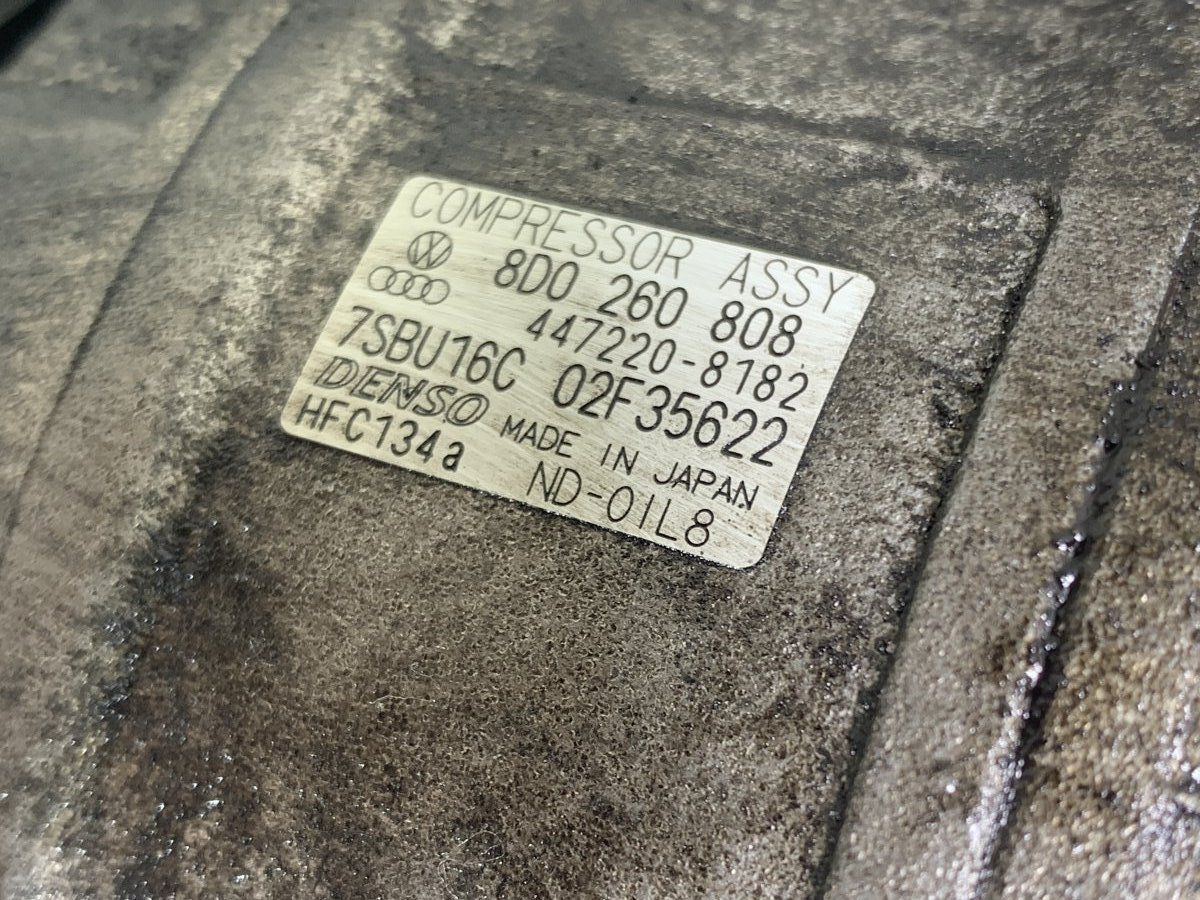 COMPRESSOR ASSY
8D0 260 808
447220-8182
7SBU16C 02F35622
DENSO MADE IN JAPAN
HFC134a ND-OIL8